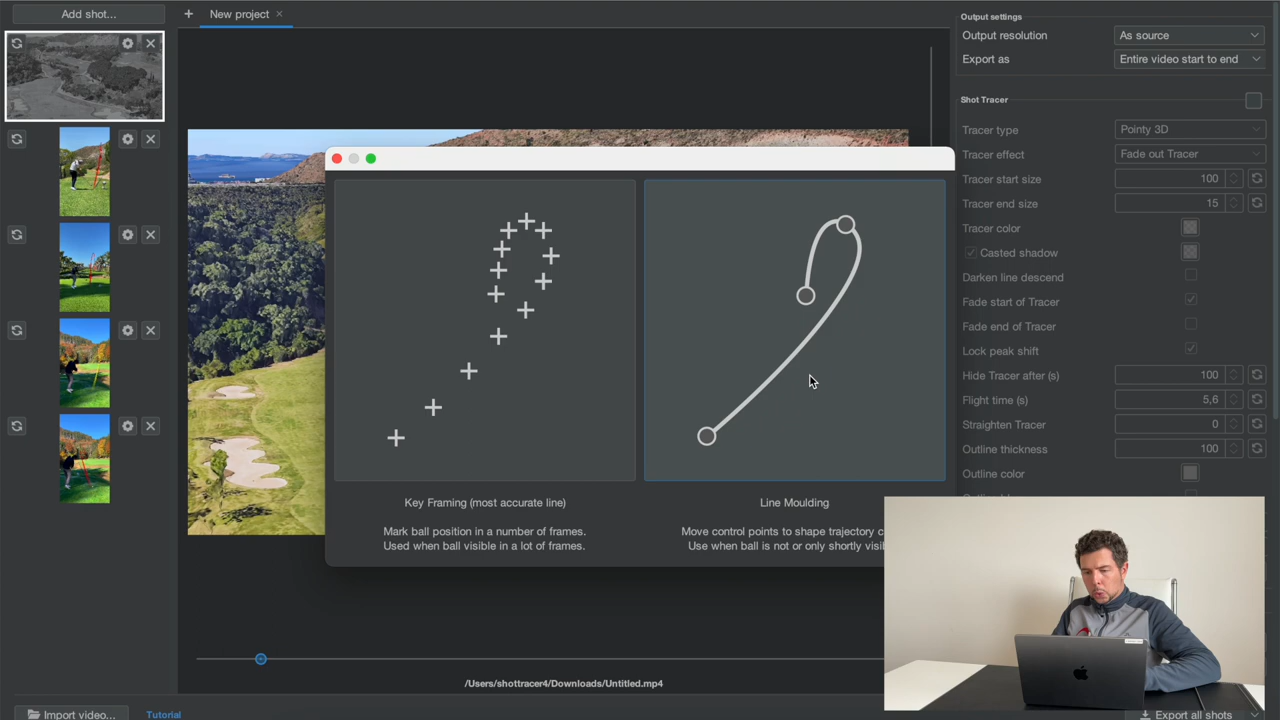 Add shot...
New project
Output settings
Output resolution As source
Export as Entire video start to end
Shot Tracer
Tracer type Pointy 3D
Tracer effect Fade out Tracer
Tracer start size 100
Tracer end size 15
Tracer color
Casted shadow
Darken line descend
Fade start of Tracer
Fade end of Tracer
Lock peak shift
Hide Tracer after (s) 100
Flight time (s) 5,6
Straighten Tracer 0
Outline thickness 100
Outline color
Key Framing (most accurate line)
Mark ball position in a number of frames.
Used when ball visible in a lot of frames.
Line Moulding
Move control points to shape trajectory
Use when ball is not or only shortly
/Users/shottracer4/Downloads/Untitled.mp4
Import video...
Tutorial
Export all shots